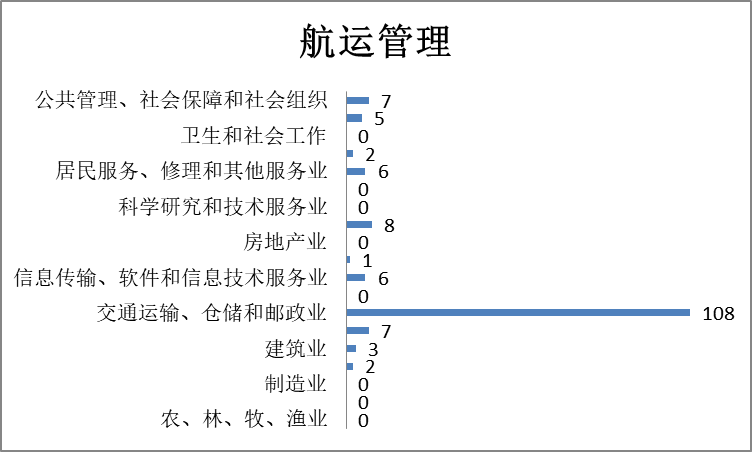 航运管理
公共管理、社会保障和社会组织 7
5
卫生和社会工作 0
2
居民服务、修理和其他服务业 6
0
科学研究和技术服务业 0
8
房地产业 0
1
信息传输、软件和信息技术服务业 6
0
交通运输、仓储和邮政业 108
7
建筑业 3
2
制造业 0
0
农、林、牧、渔业 0